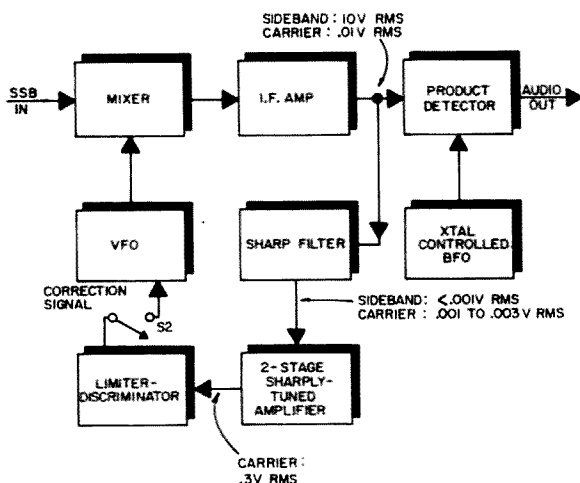 SIDEBAND: 10V RMS
CARRIER: .01V RMS
SSB
IN
MIXER
I.F. AMP
PRODUCT
DETECTOR
AUDIO
OUT
VFO
SHARP FILTER
XTAL
CONTROLLED
BFO
CORRECTION
SIGNAL
S2
SIDEBAND: <.001V RMS
CARRIER: .001 TO .003V RMS
LIMITER-
DISCRIMINATOR
2-STAGE
SHARPLY-
TUNED
AMPLIFIER
CARRIER:
.3V RMS